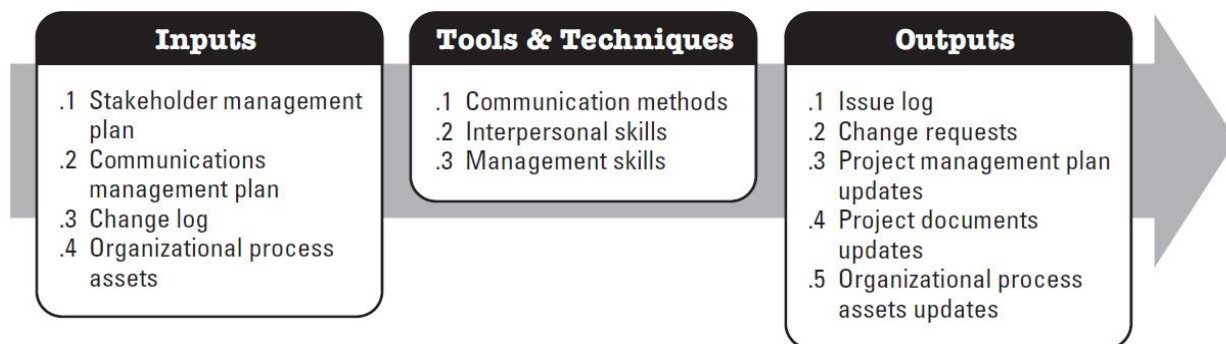 Inputs
.1 Stakeholder management
plan
.2 Communications
management plan
.3 Change log
.4 Organizational process
assets
Tools & Techniques
.1 Communication methods
.2 Interpersonal skills
.3 Management skills
Outputs
.1 Issue log
.2 Change requests
.3 Project management plan
updates
.4 Project documents
updates
.5 Organizational process
assets updates